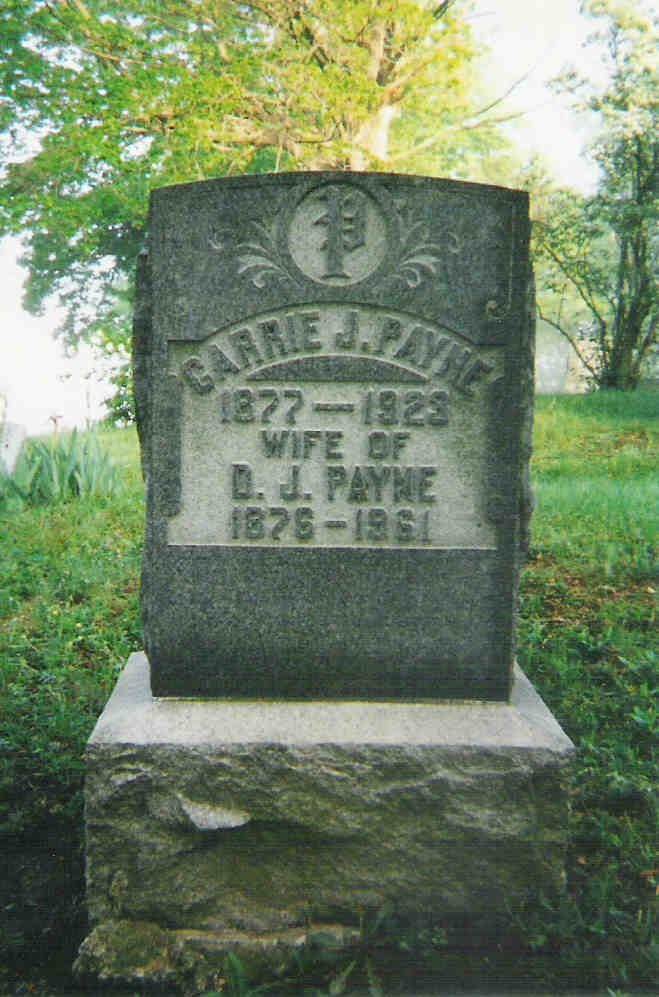 P
CARRIE J. PAYNE
1877 — 1923
WIFE OF
D. J. PAYNE
1876 — 1961